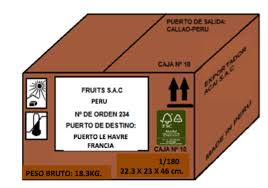 PUERTO DE SALIDA:
CALLAO-PERU
CAJA Nº 10
FRUITS S.A.C
PERU
Nº DE ORDEN 234
PUERTO DE DESTINO:
PUERTO LE HAVRE
FRANCIA
FSC
CAJA Nº 10
EXPORTADOR
ACAI S.A.C
MADE IN PERU
1/180
PESO BRUTO: 18.3KG.
22.3 X 23 X 46 cm.